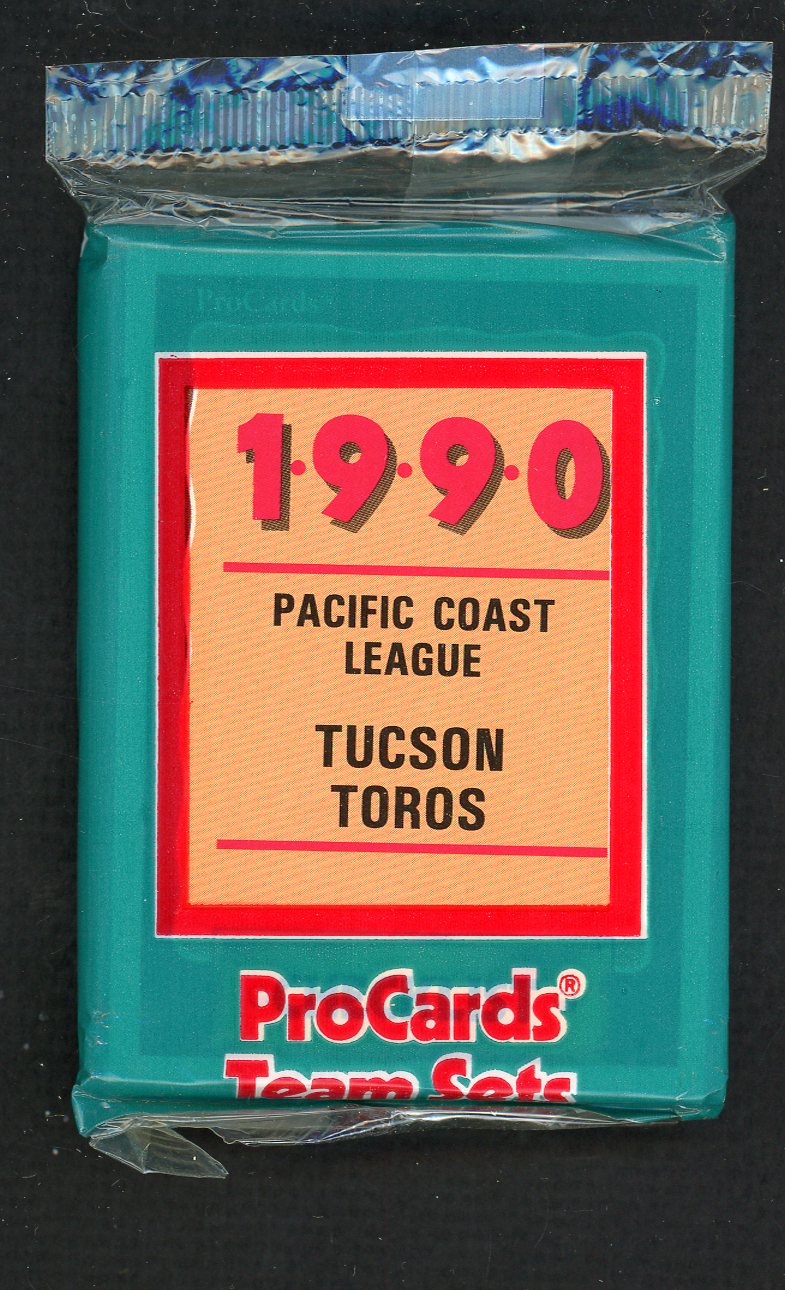 ProCards
1·9·9·0
PACIFIC COAST
LEAGUE
TUCSON
TOROS
ProCards®
Team Sets